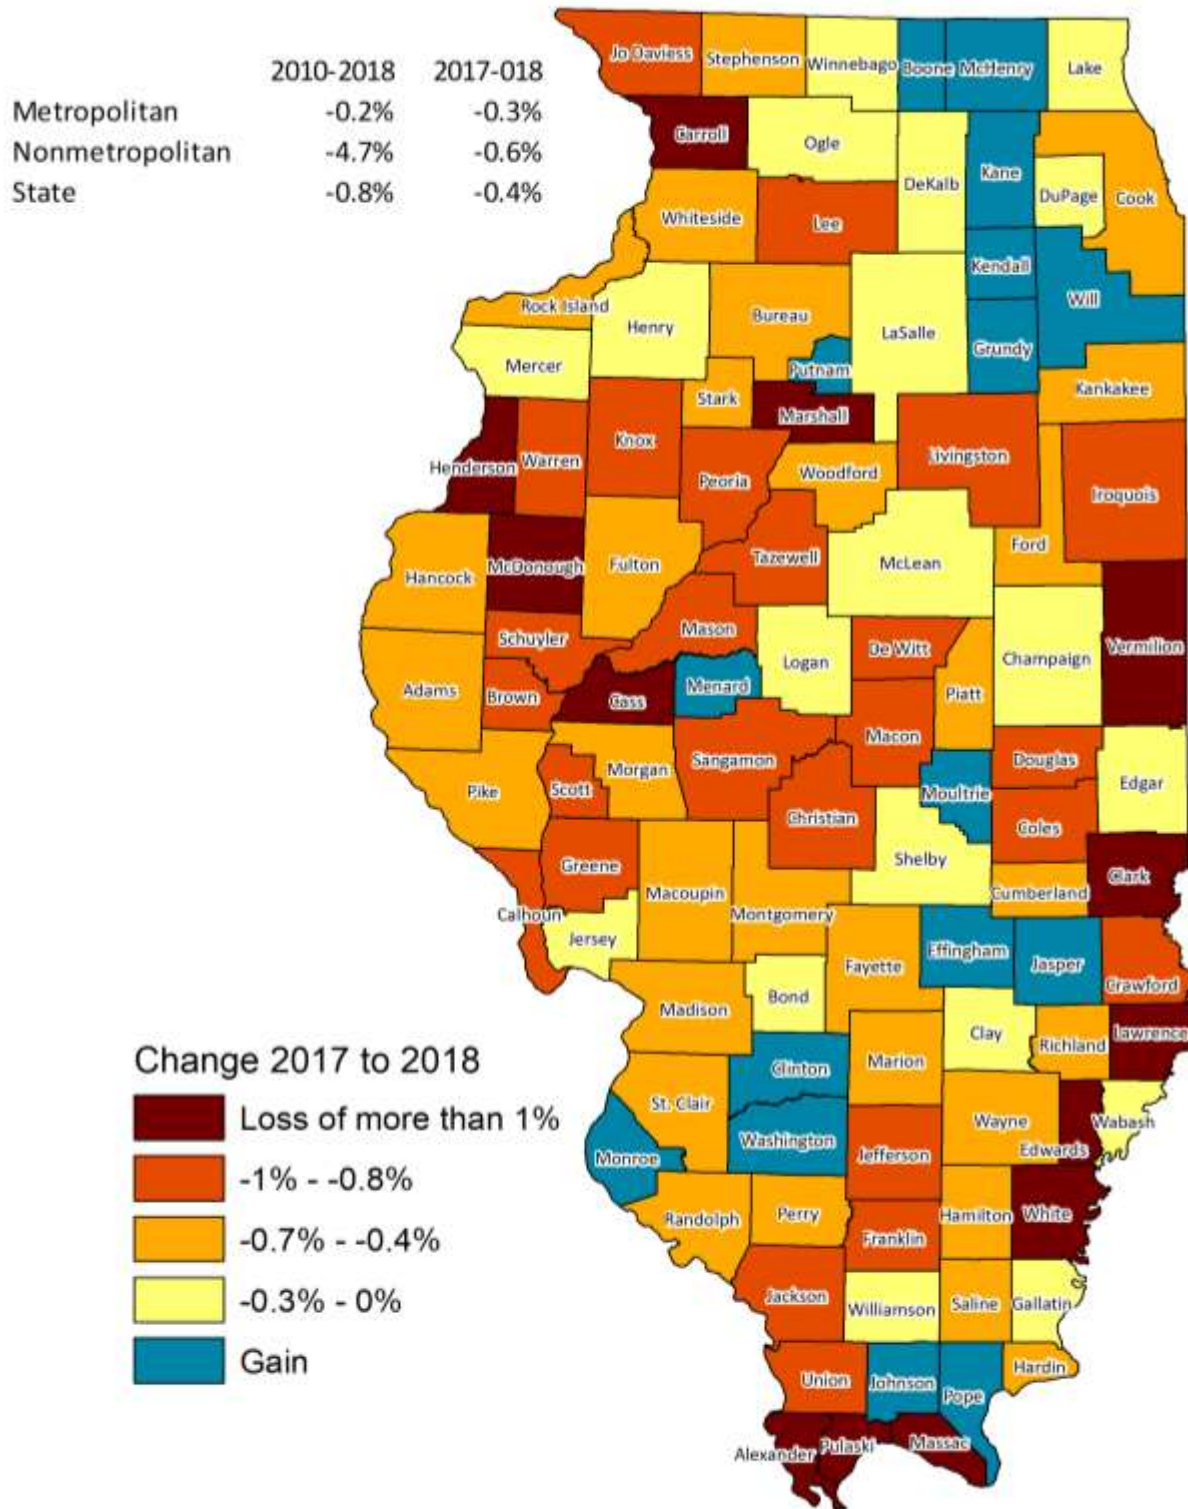 2010-2018 2017-018
Metropolitan -0.2% -0.3%
Nonmetropolitan -4.7% -0.6%
State -0.8% -0.4%
Jo Daviess Stephenson Winnebago Boone McHenry Lake
Carroll Ogle DeKalb Kane DuPage Cook
Whiteside Lee Kendall Will
Rock Island Henry Bureau LaSalle Grundy
Mercer Putnam Kankakee
Stark Marshall
Henderson Warren Knox Peoria Woodford Livingston Iroquois
Hancock McDonough Fulton Tazewell McLean Ford
Schuyler Mason Logan De Witt Champaign Vermilion
Adams Brown Cass Menard Piatt
Pike Scott Morgan Sangamon Macon Moultrie Douglas Edgar
Christian Coles
Greene Macoupin Shelby Clark
Calhoun Jersey Montgomery Cumberland
Fayette Effingham Jasper Crawford
Madison Bond Clay Richland Lawrence
Clinton Marion
St. Clair Wayne Wabash
Monroe Washington Jefferson Edwards
Randolph Perry Franklin Hamilton White
Jackson Williamson Saline Gallatin
Union Johnson Pope Hardin
Alexander Pulaski Massac
Change 2017 to 2018
Loss of more than 1%
-1% - -0.8%
-0.7% - -0.4%
-0.3% - 0%
Gain